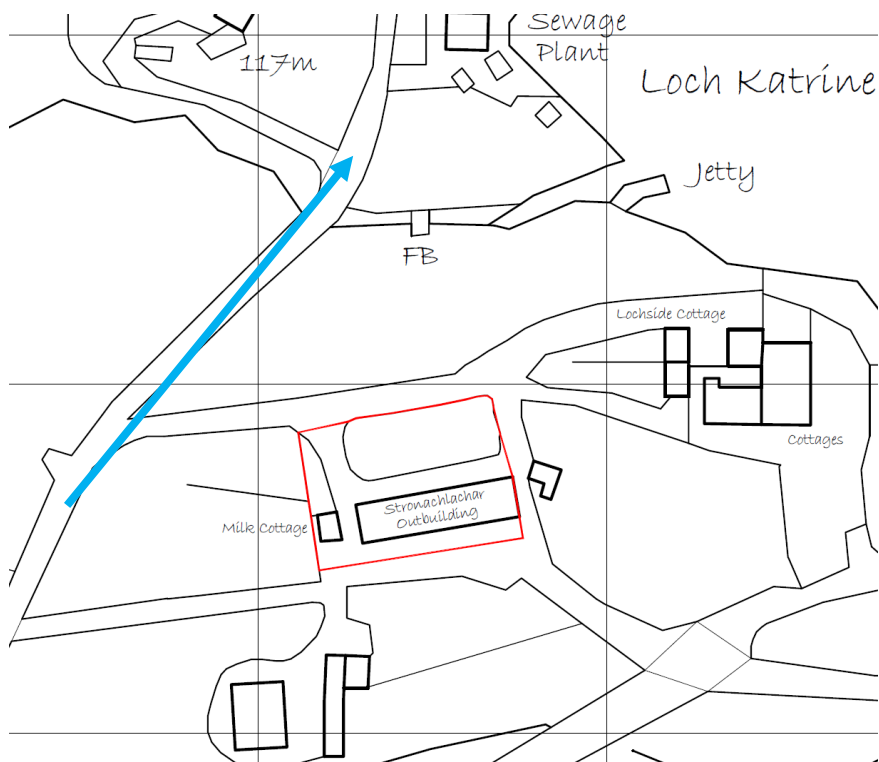 Sewage
Plant
117m
Loch Katrine
Jetty
FB
Lochside Cottage
Cottages
Stronachlachar
Outbuilding
Milk Cottage